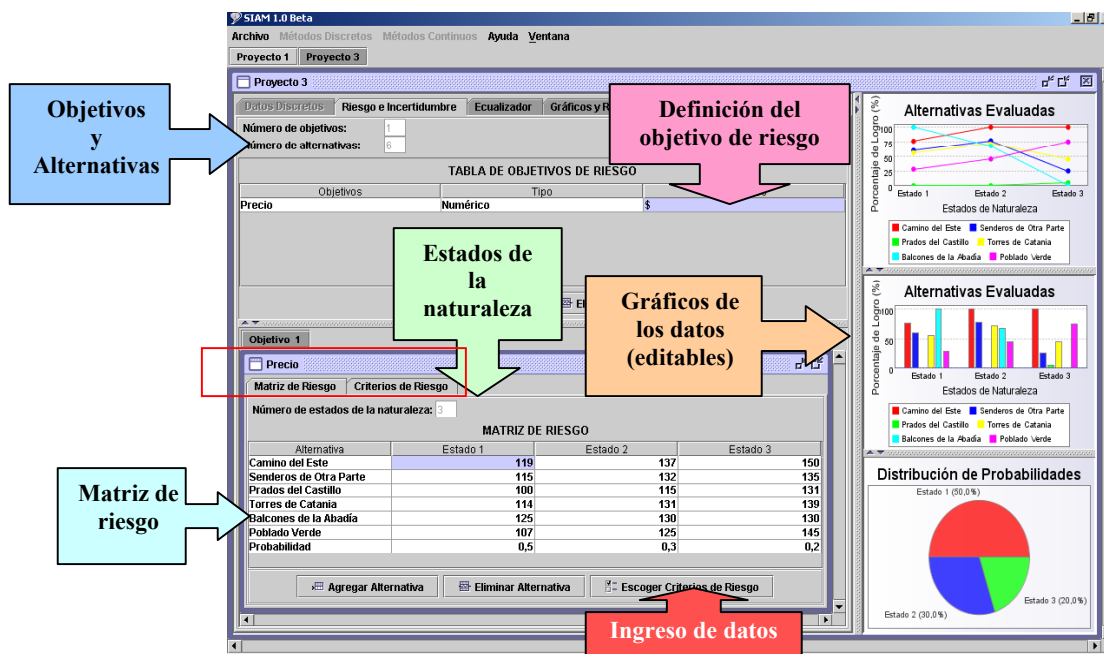 SIAM 1.0 Beta
Archivo Métodos Discretos Métodos Continuos Ayuda Ventana
Proyecto 1 Proyecto 3
Proyecto 3
Datos Discretos Riesgo e Incertidumbre Ecualizador Gráficos y R
Número de objetivos: 1
Número de alternativas: 6
TABLA DE OBJETIVOS DE RIESGO
Objetivos Tipo
Precio Numérico $
Objetivos
y
Alternativas
Definición del
objetivo de riesgo
Estados de
la
naturaleza
Gráficos de
los datos
(editables)
Objetivo 1
Precio
Matriz de Riesgo Criterios de Riesgo
Número de estados de la naturaleza: 3
MATRIZ DE RIESGO
Alternativa Estado 1 Estado 2 Estado 3
Camino del Este 119 137 150
Senderos de Otra Parte 115 132 135
Prados del Castillo 100 115 131
Torres de Catania 114 131 139
Balcones de la Abadía 125 130 130
Poblado Verde 107 125 145
Probabilidad 0,5 0,3 0,2
Matriz de
riesgo
Agregar Alternativa Eliminar Alternativa Escoger Criterios de Riesgo
Ingreso de datos
Alternativas Evaluadas
Porcentaje de Logro (%)
100
75
50
25
0
Estado 1 Estado 2 Estado 3
Estados de Naturaleza
Camino del Este Senderos de Otra Parte
Prados del Castillo Torres de Catania
Balcones de la Abadía Poblado Verde
Alternativas Evaluadas
Porcentaje de Logro (%)
100
50
0
Estado 1 Estado 2 Estado 3
Estados de Naturaleza
Camino del Este Senderos de Otra Parte
Prados del Castillo Torres de Catania
Balcones de la Abadía Poblado Verde
Distribución de Probabilidades
Estado 1 (50,0%)
Estado 3 (20,0%)
Estado 2 (30,0%)